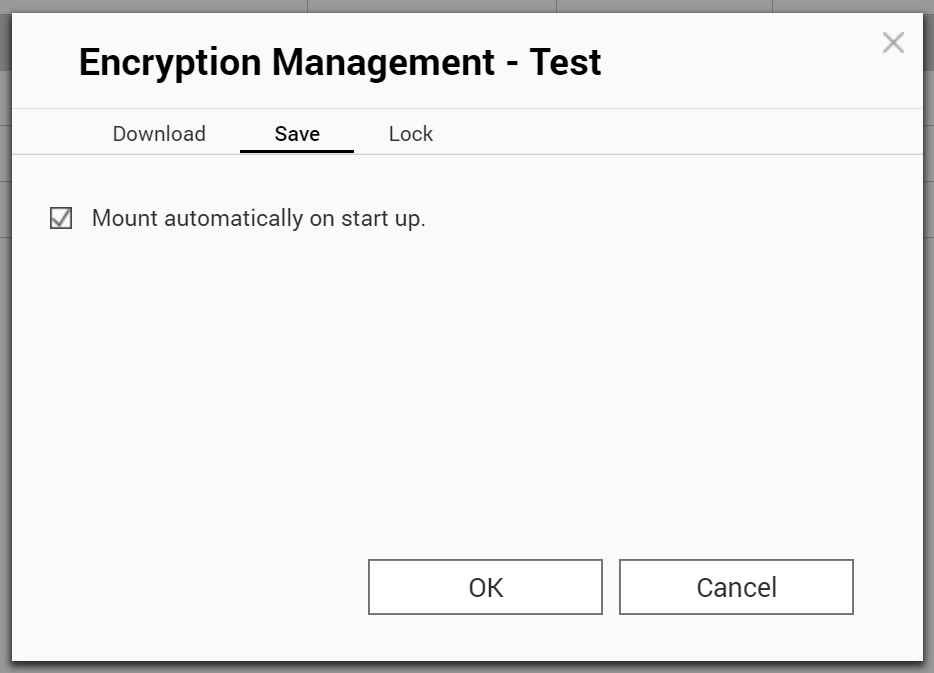 Encryption Management - Test
Download Save Lock
Mount automatically on start up.
OK Cancel